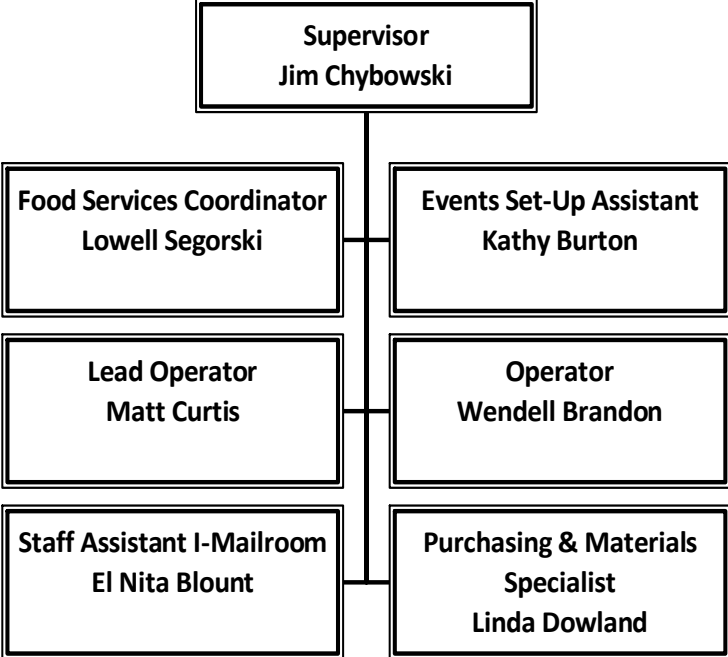 Supervisor
Jim Chybowski
Food Services Coordinator
Lowell Segorski
Events Set-Up Assistant
Kathy Burton
Lead Operator
Matt Curtis
Operator
Wendell Brandon
Staff Assistant I-Mailroom
El Nita Blount
Purchasing & Materials
Specialist
Linda Dowland